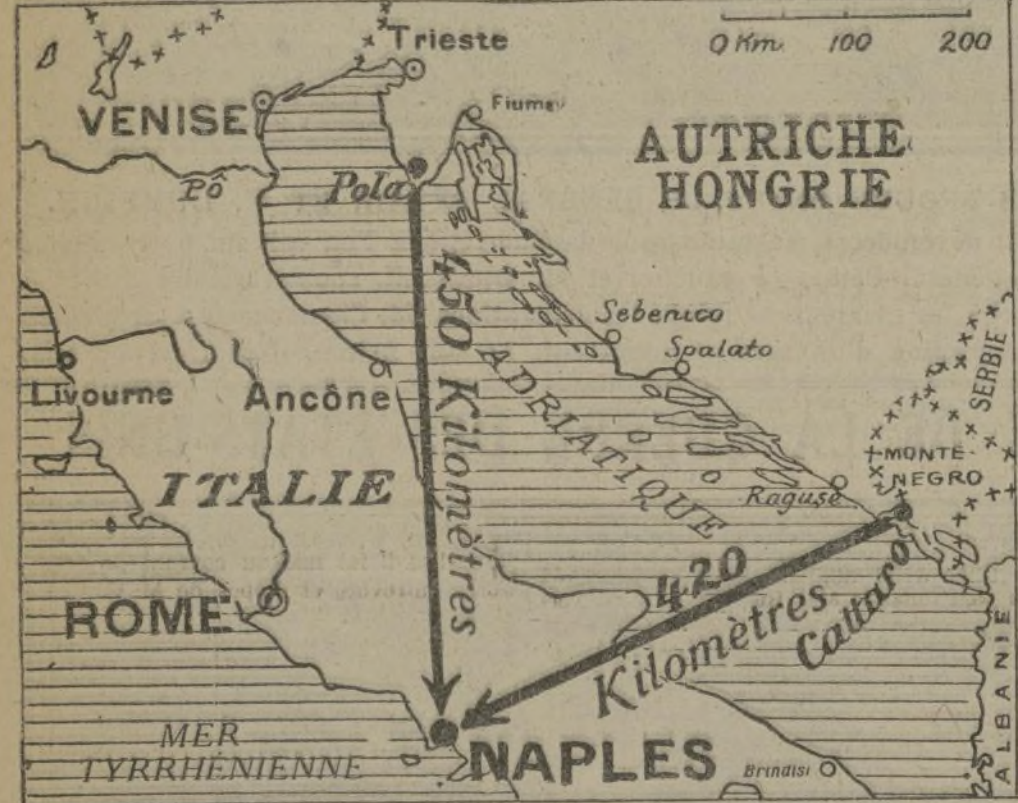 0 Km. 100 200
Trieste
VENISE
Fiume
AUTRICHE
HONGRIE
Pô
Pola
450 Kilomètres
ADRIATIQUE
Sebenico
Spalato
SERBIE
Livourne
Ancône
MONTE-
NEGRO
ITALIE
Raguse
420
Kilomètres
Cattaro
ROME
ALBANIE
MER
TYRRHÉNIENNE
NAPLES
Brindisi